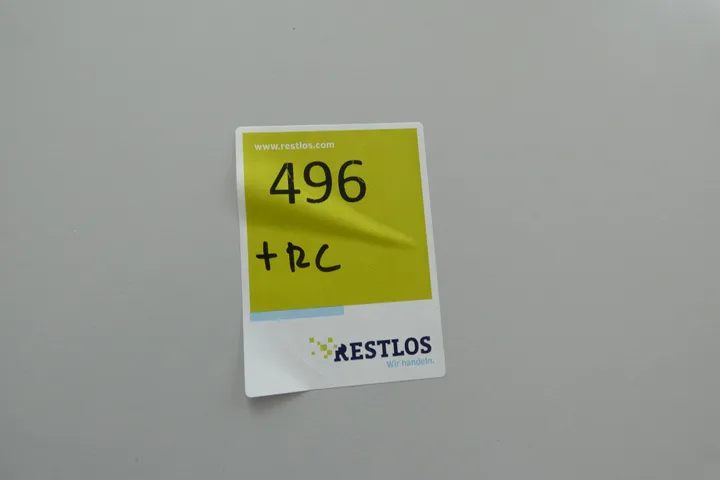 www.restlos.com
496
+ RC
RESTLOS
Wir handeln.